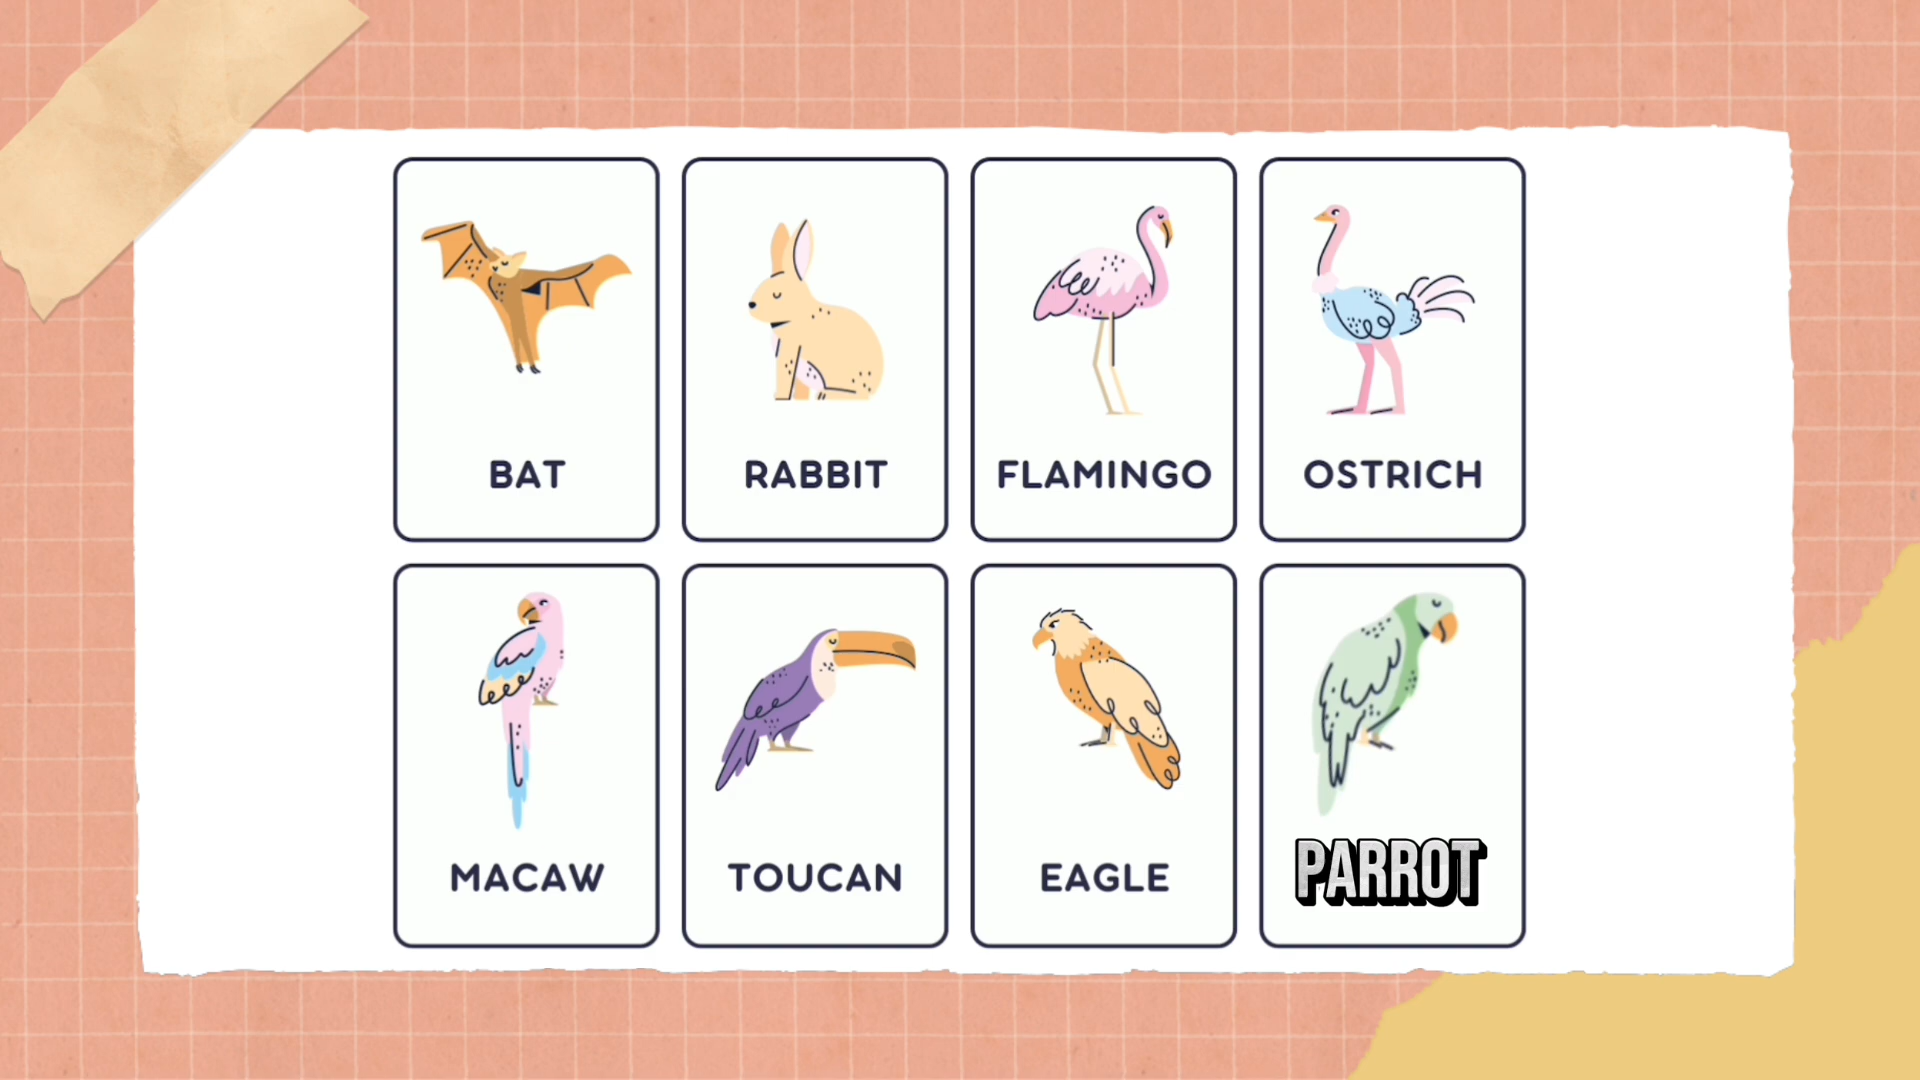 BAT
RABBIT
FLAMINGO
OSTRICH
MACAW
TOUCAN
EAGLE
PARROT